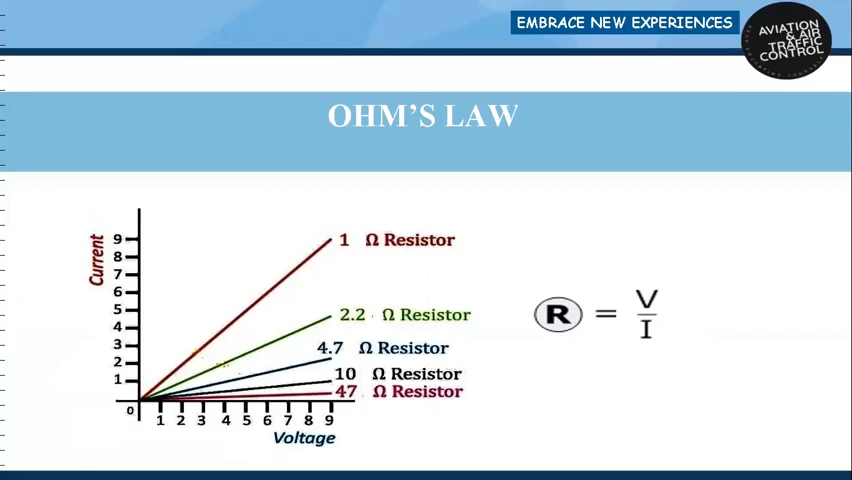 EMBRACE NEW EXPERIENCES
AVIATION
& AIR
TRAFFIC
CONTROL
OHM'S LAW
Current
9
8
7
6
5
4
3
2
1
0
1 2 3 4 5 6 7 8 9
Voltage
1 Ω Resistor
2.2 Ω Resistor
4.7 Ω Resistor
10 Ω Resistor
47 Ω Resistor
R = V
I